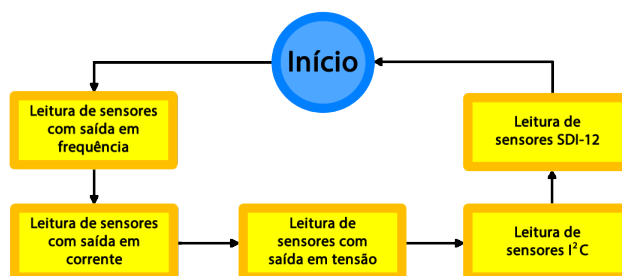 Início
Leitura de sensores
com saída em
frequência
Leitura de sensores
com saída em
corrente
Leitura de
sensores com
saída em tensão
Leitura de
sensores I²C
Leitura de
sensores SDI-12